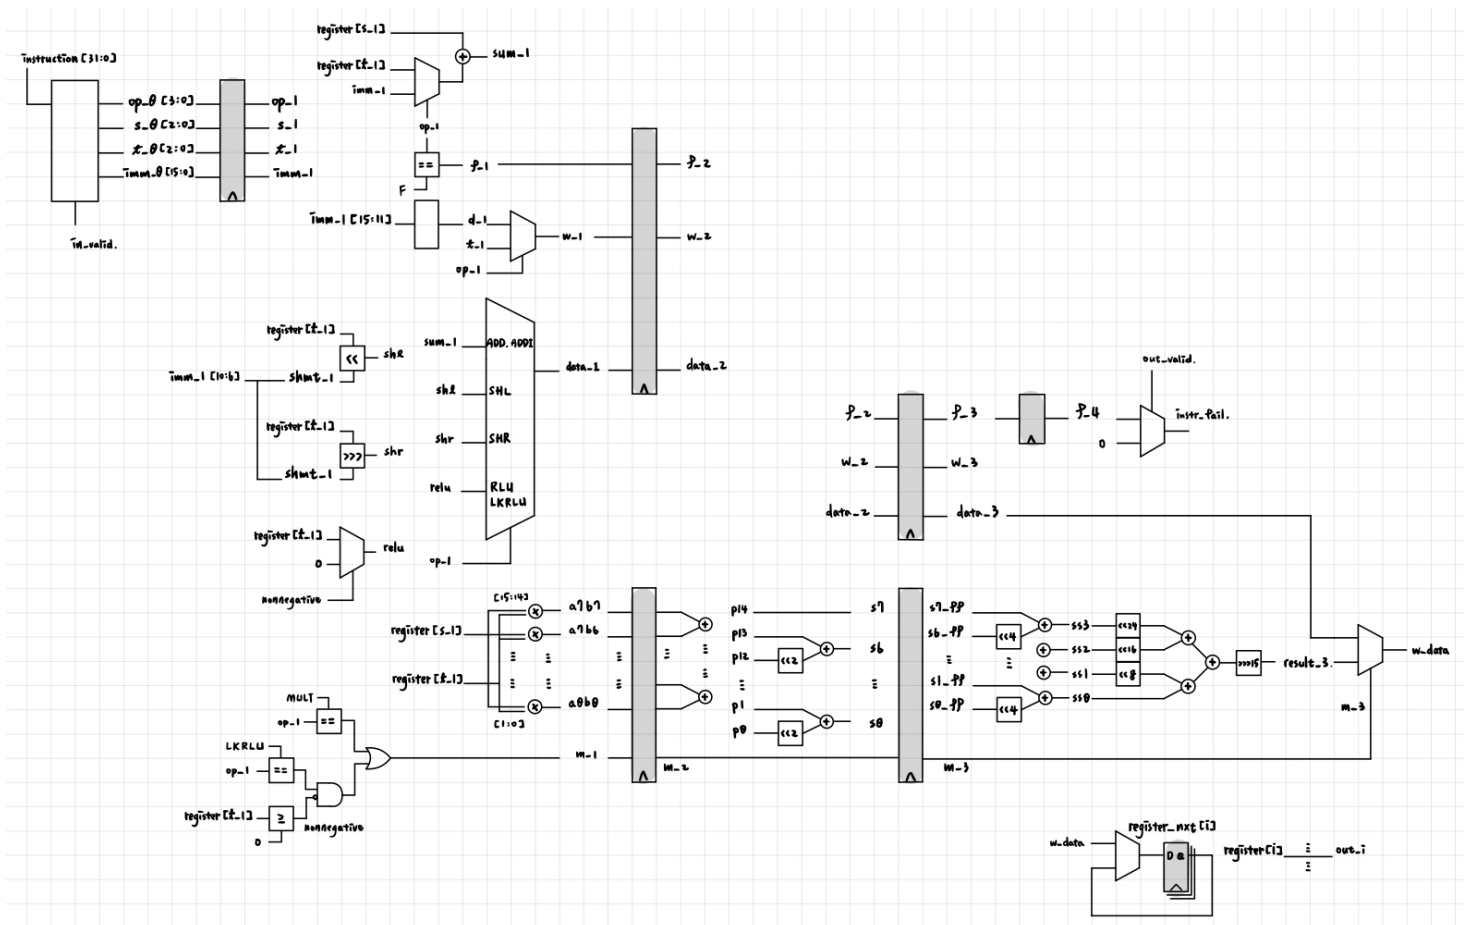 instruction [31:0]
op_0 [3:0]
op_1
s_0 [2:0]
s_1
t_0 [2:0]
t_1
imm_0 [15:0]
imm_1
in_valid.
register [s_1]
sum_1
register [t_1]
imm_1
op_1
==
f_1
F
f_2
imm_1 [15:11]
d_1
t_1
w_1
w_2
op_1
register [t_1]
<<
shl
imm_1 [10:6]
shmt_1
register [t_1]
>>>
shr
shmt_1
register [t_1]
relu
0
nonnegative
sum_1
ADD. ADDI
data_1
data_2
shl
SHL
shr
SHR
relu
RLU
LKRLU
op_1
out_valid.
f_2
f_3
f_4
instr_fail.
0
w_2
w_3
data_2
data_3
[15:14]
a7b7
register [s_1]
a7b6
register [t_1]
a0b0
[1:0]
p14
s7
p13
p12
<<2
s6
p1
p0
<<2
s0
s7_ff
s6_ff
<<4
s1_ff
s0_ff
<<4
ss3
<<24
ss2
<<16
ss1
<<8
ss0
>>>15
result_3.
w_data
m_3
MULT
op_1
==
LKRLU
op_1
==
register [t_1]
≥
0
nonnegative
m_1
m_2
m_3
register_nxt [i]
w_data
D Q
register [i]
out_i